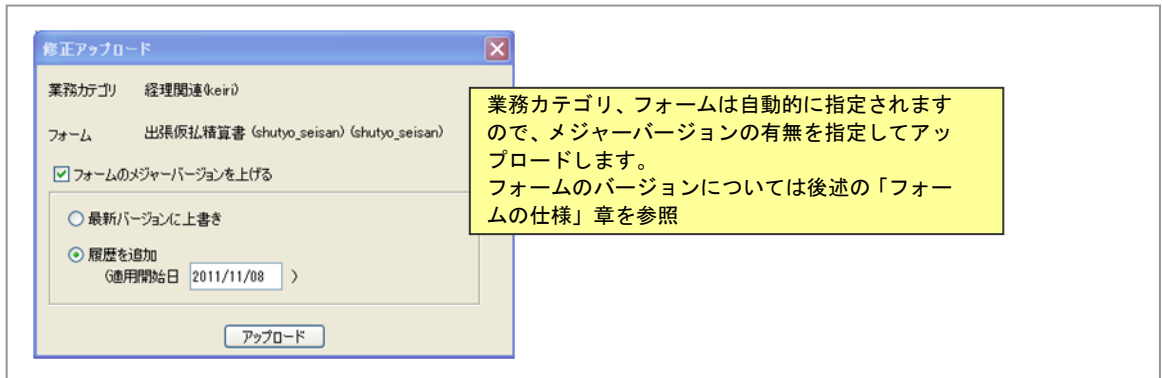 修正アップロード
業務カテゴリ　経理関連(keiri)
フォーム　出張仮払精算書 (shutyo_seisan) (shutyo_seisan)
フォームのメジャーバージョンを上げる
最新バージョンに上書き
履歴を追加
(適用開始日 2011/11/08 )
アップロード
業務カテゴリ、フォームは自動的に指定されます
ので、メジャーバージョンの有無を指定してアッ
プロードします。
フォームのバージョンについては後述の「フォー
ムの仕様」章を参照